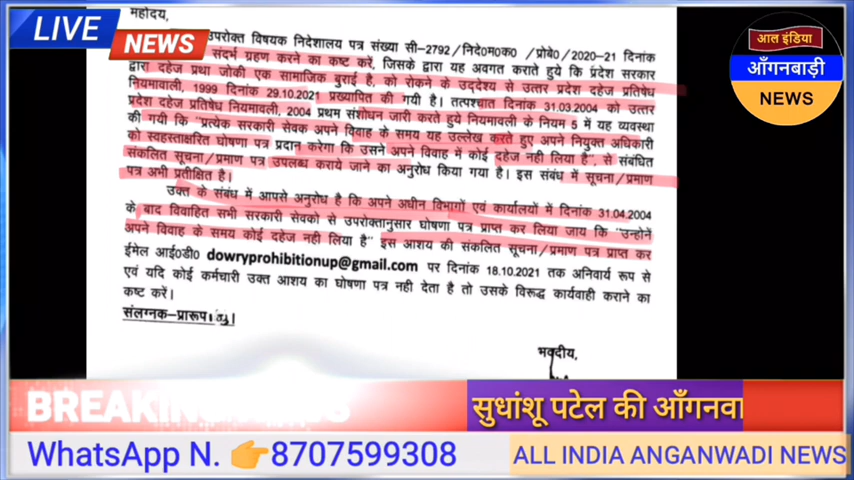 LIVE
NEWS
आल इंडिया
आँगनबाड़ी
NEWS
महोदय,
उपरोक्त विषयक निदेशालय पत्र संख्या सी-2792/निदे0म0क0/प्रोबे0/2020-21 दिनांक
संदर्भ ग्रहण करने का कष्ट करें, जिसके द्वारा यह अवगत कराते हुये कि प्रदेश सरकार
द्वारा दहेज प्रथा जोकी एक सामाजिक बुराई है, को रोकने के उद्देश्य से उत्तर प्रदेश दहेज प्रतिषेध
नियमावाली, 1999 दिनांक 29.10.2021 प्रख्यापित की गयी है। तत्पश्चात दिनांक 31.03.2004 को उत्तर
प्रदेश दहेज प्रतिषेध नियमावली, 2004 प्रथम संशोधन जारी करते हुये नियमावली के नियम 5 में यह व्यवस्था
की गयी कि "प्रत्येक सरकारी सेवक अपने विवाह के समय यह उल्लेख करते हुए अपने नियुक्त अधिकारी
को स्वहस्ताक्षरित घोषणा पत्र प्रदान करेगा कि उसने अपने विवाह में कोई दहेज नही लिया है", से संबंधित
संकलित सूचना/प्रमाण पत्र उपलब्ध कराये जाने का अनुरोध किया गया है। इस संबंध में सूचना/प्रमाण
पत्र अभी प्रतीक्षित है।
उक्त के संबंध में आपसे अनुरोध है कि अपने अधीन विभागों एवं कार्यालयों में दिनांक 31.04.2004
के बाद विवाहित सभी सरकारी सेवको से उपरोक्तानुसार घोषणा पत्र प्राप्त कर लिया जाय कि "उन्होनें
अपने विवाह के समय कोई दहेज नही लिया है" इस आशय की संकलित सूचना/प्रमाण पत्र प्राप्त कर
ईमेल आई0डी0 dowryprohibitionup@gmail.com पर दिनांक 18.10.2021 तक अनिवार्य रूप से
एवं यदि कोई कर्मचारी उक्त आशय का घोषणा पत्र नही देता है तो उसके विरूद्ध कार्यवाही कराने का
कष्ट करें।
संलग्नक-प्रारूप।
भवदीय,
BREAKING
सुधांशू पटेल की आँगनवा
WhatsApp N. 👉8707599308
ALL INDIA ANGANWADI NEWS